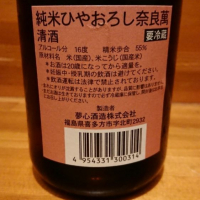 純米ひやおろし奈良萬
清酒
要冷蔵
アルコール分 16度 精米歩合 55%
原材料名/米(国産)、米こうじ(国産米)
●お酒は20歳になってから適量を。
●妊娠中・授乳期の飲酒はお控えください。
●飲酒運転は法律で禁止されています。
製造者
夢心酒造株式会社
福島県喜多方市字北町2932
4 954331 300314